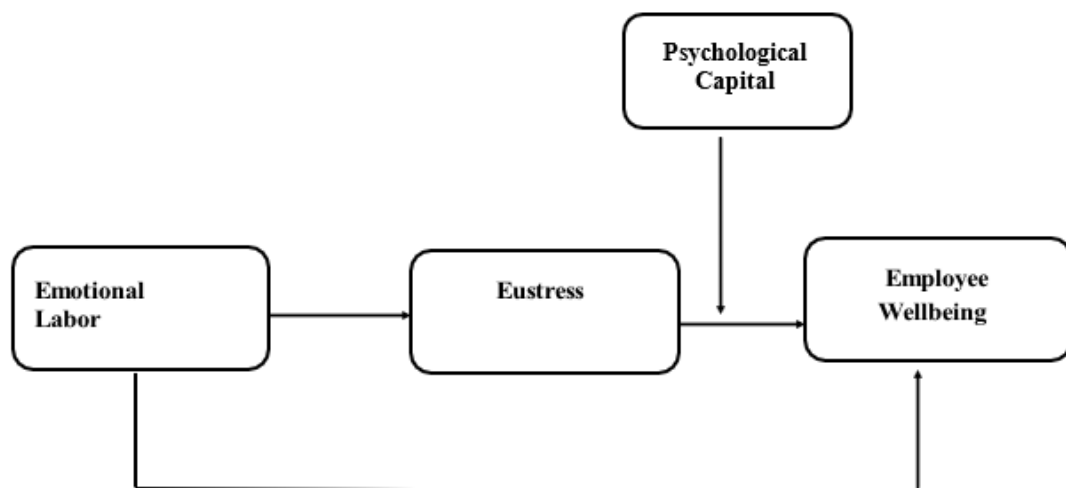 Psychological
Capital
Emotional
Labor
Eustress
Employee
Wellbeing